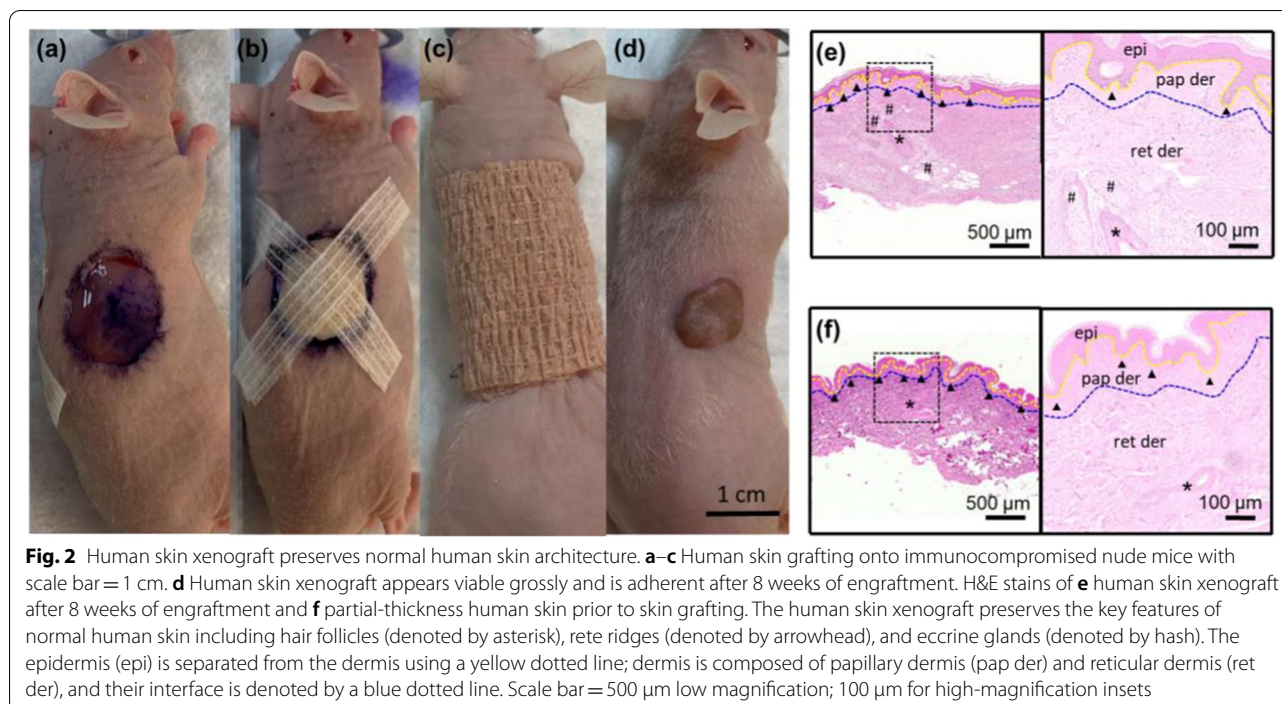 (a)
(b)
(c)
(d)
1 cm
(e)
#
#
*
#
500 µm
epi
pap der
ret der
#
#
*
100 µm
(f)
*
500 µm
epi
pap der
ret der
*
100 µm
Fig. 2 Human skin xenograft preserves normal human skin architecture. a–c Human skin grafting onto immunocompromised nude mice with
scale bar = 1 cm. d Human skin xenograft appears viable grossly and is adherent after 8 weeks of engraftment. H&E stains of e human skin xenograft
after 8 weeks of engraftment and f partial-thickness human skin prior to skin grafting. The human skin xenograft preserves the key features of
normal human skin including hair follicles (denoted by asterisk), rete ridges (denoted by arrowhead), and eccrine glands (denoted by hash). The
epidermis (epi) is separated from the dermis using a yellow dotted line; dermis is composed of papillary dermis (pap der) and reticular dermis (ret
der), and their interface is denoted by a blue dotted line. Scale bar = 500 µm low magnification; 100 µm for high-magnification insets